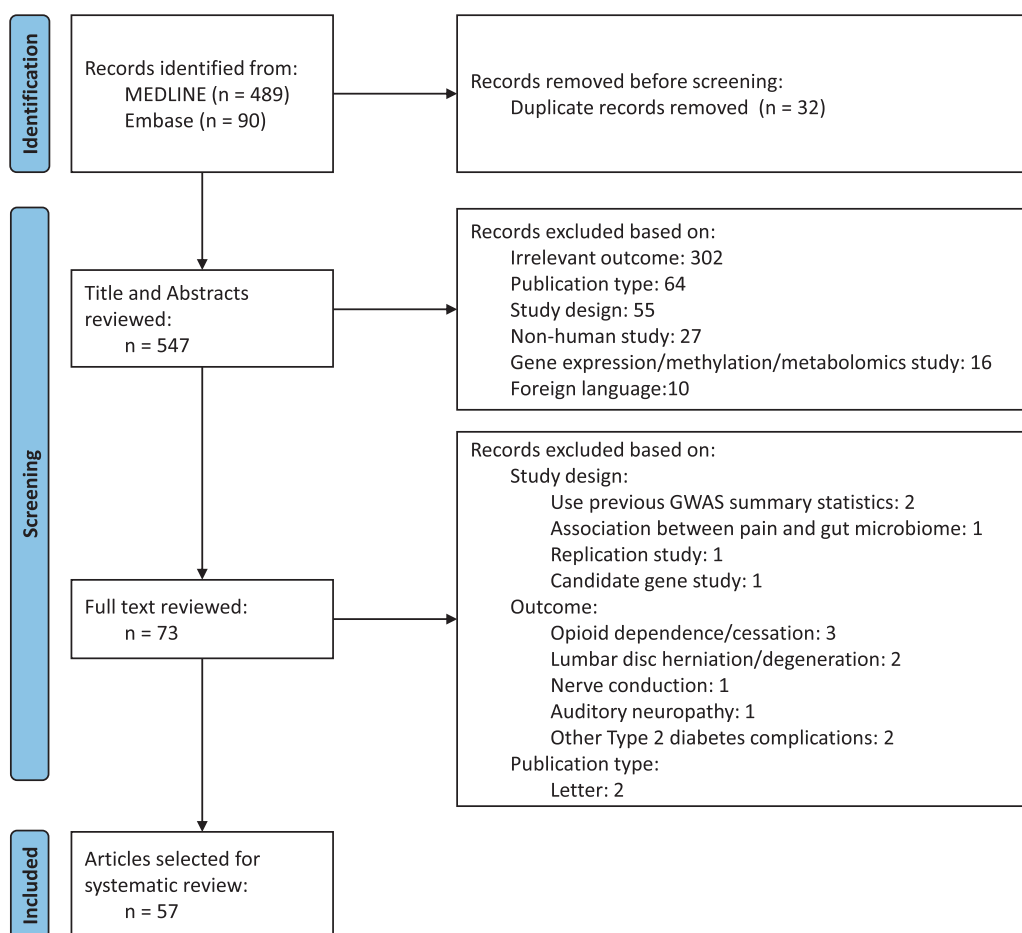 Identification
Records identified from:
MEDLINE (n = 489)
Embase (n = 90)
Records removed before screening:
Duplicate records removed  (n = 32)
Screening
Title and Abstracts
reviewed:
n = 547
Records excluded based on:
Irrelevant outcome: 302
Publication type: 64
Study design: 55
Non-human study: 27
Gene expression/methylation/metabolomics study: 16
Foreign language:10
Full text reviewed:
n = 73
Records excluded based on:
Study design:
Use previous GWAS summary statistics: 2
Association between pain and gut microbiome: 1
Replication study: 1
Candidate gene study: 1
Outcome:
Opioid dependence/cessation: 3
Lumbar disc herniation/degeneration: 2
Nerve conduction: 1
Auditory neuropathy: 1
Other Type 2 diabetes complications: 2
Publication type:
Letter: 2
Included
Articles selected for
systematic review:
n = 57